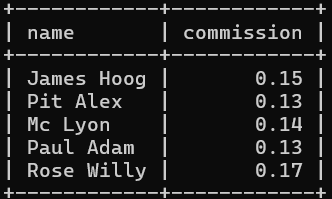 +------------+------------+
| name       | commission |
+------------+------------+
| James Hoog |       0.15 |
| Pit Alex   |       0.13 |
| Mc Lyon    |       0.14 |
| Paul Adam  |       0.13 |
| Rose Willy |       0.17 |
+------------+------------+